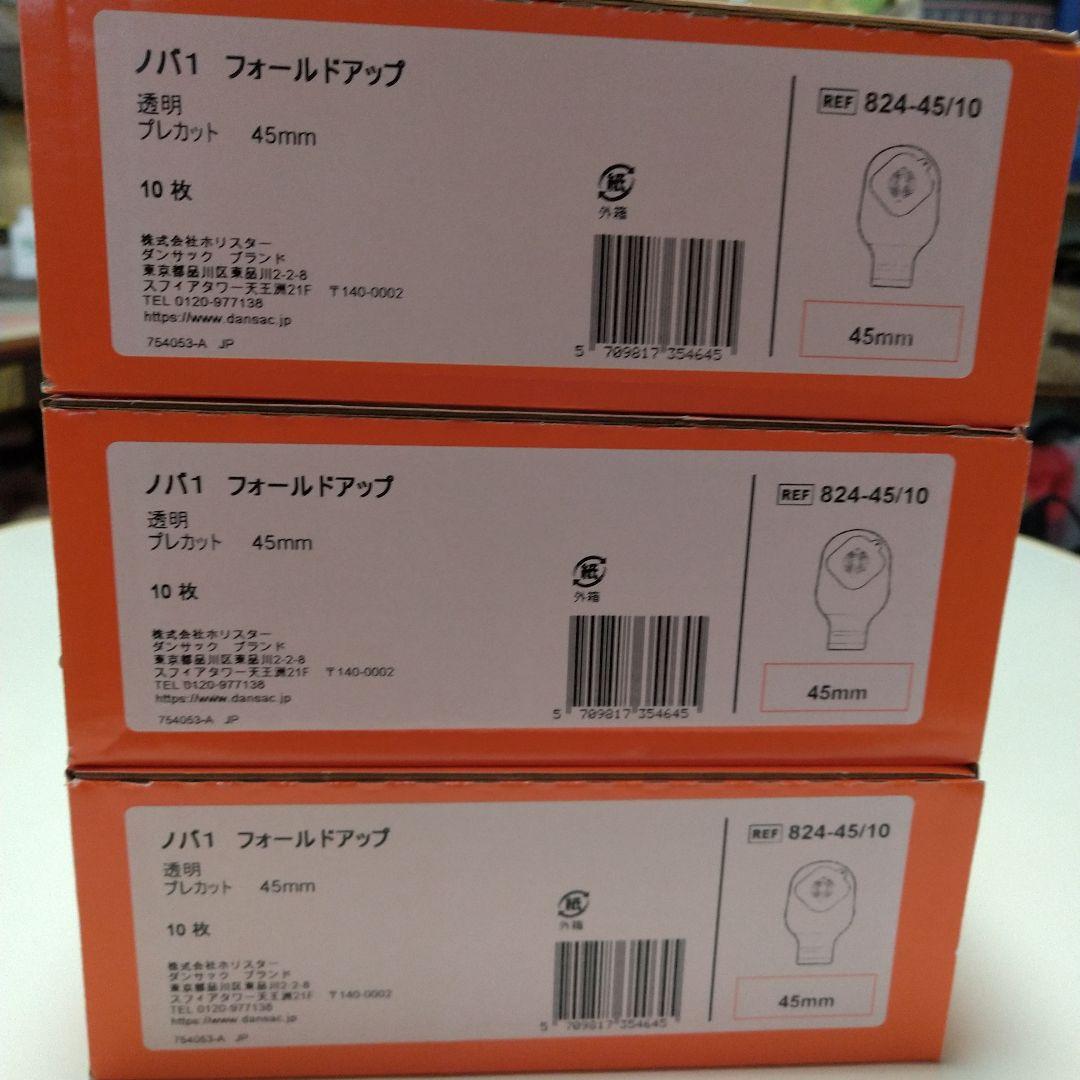 ノバ1 フォールドアップ
透明
プレカット 45mm
10 枚
株式会社ホリスター
ダンサック ブランド
東京都品川区東品川2-2-8
スフィアタワー天王洲21F 〒140-0002
TEL 0120-977138
https://www.dansac.jp
754053-A JP
紙
外箱
5 709817 354645
REF 824-45/10
45mm
ノバ1 フォールドアップ
透明
プレカット 45mm
10 枚
株式会社ホリスター
ダンサック ブランド
東京都品川区東品川2-2-8
スフィアタワー天王洲21F 〒140-0002
TEL 0120-977138
https://www.dansac.jp
754053-A JP
紙
外箱
5 709817 354645
REF 824-45/10
45mm
ノバ1 フォールドアップ
透明
プレカット 45mm
10 枚
株式会社ホリスター
ダンサック ブランド
東京都品川区東品川2-2-8
スフィアタワー天王洲21F 〒140-0002
TEL 0120-977138
https://www.dansac.jp
754053-A JP
紙
外箱
5 709817 354645
REF 824-45/10
45mm